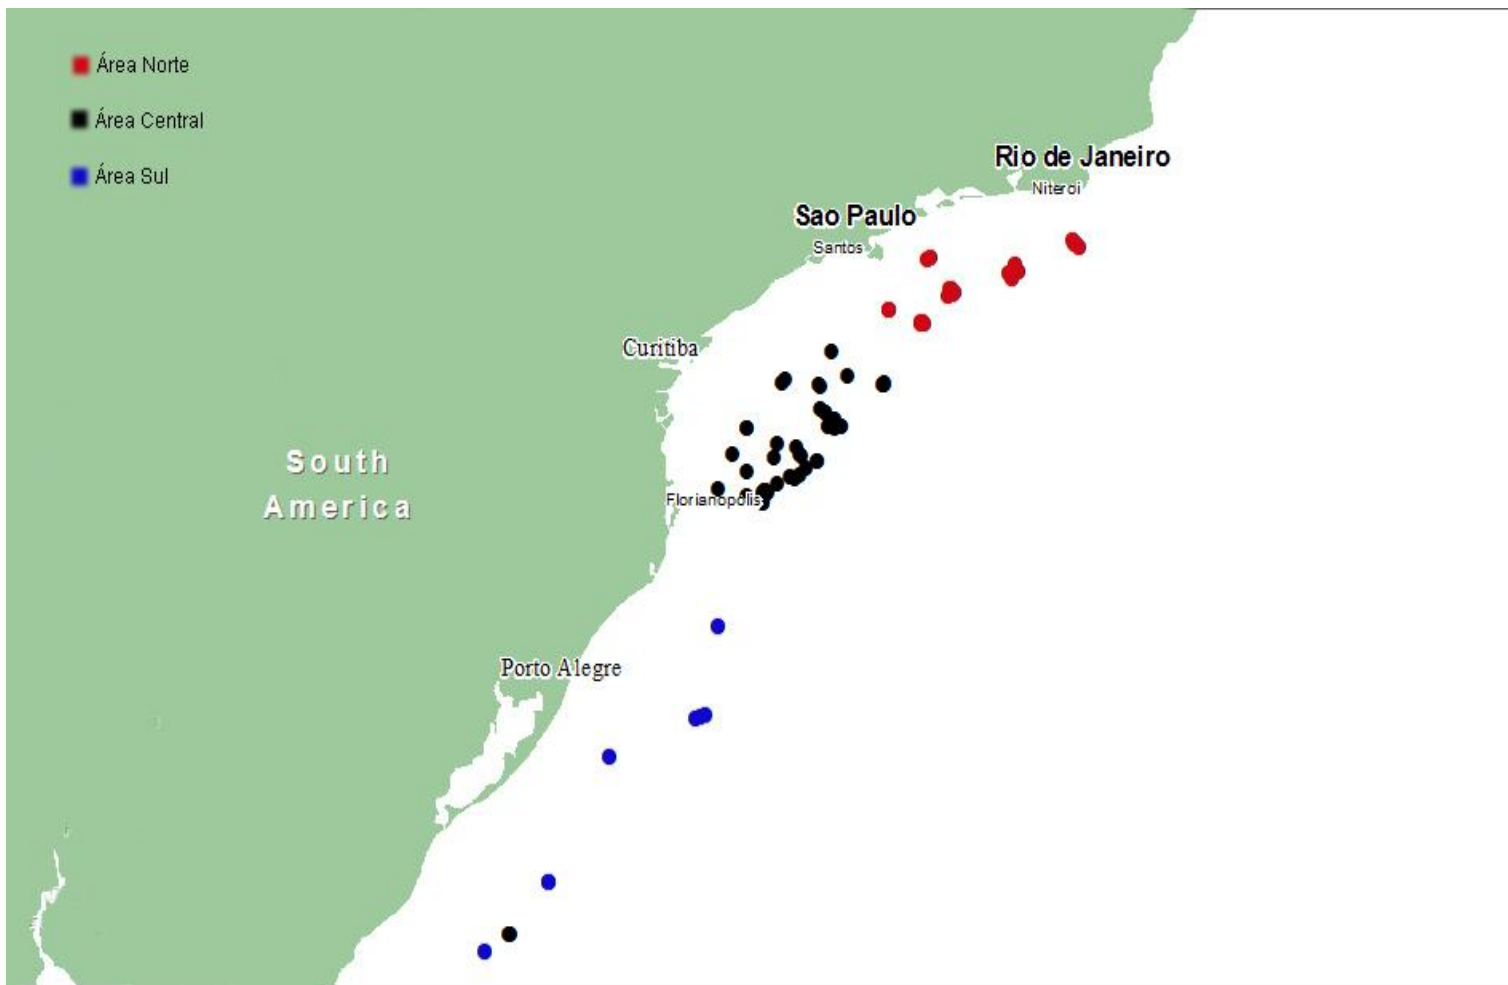 Área Norte
Área Central
Área Sul
Rio de Janeiro
Niteroi
Sao Paulo
Santos
Curitiba
South
America
Florianopolis
Porto Alegre